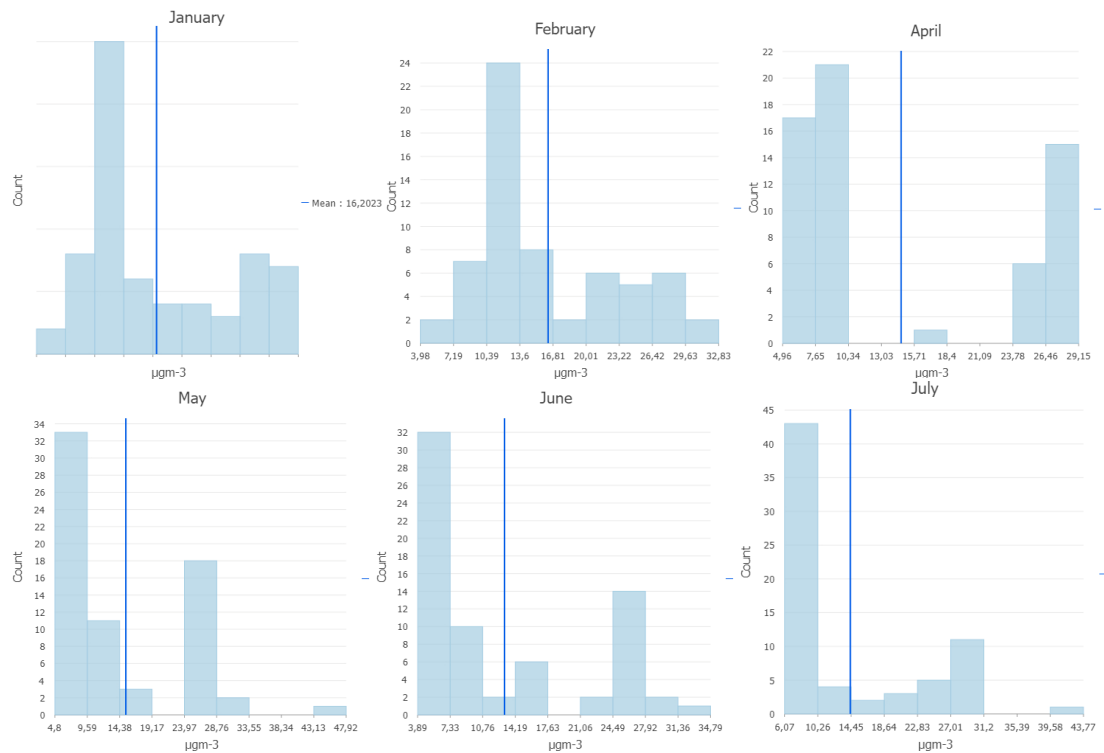 January
Count
Mean : 16,2023
µgm-3
February
24
22
20
18
16
14
12
10
8
6
4
2
0
Count
3,98 7,19 10,39 13,6 16,81 20,01 23,22 26,42 29,63 32,83
µgm-3
April
22
20
18
16
14
12
10
8
6
4
2
0
Count
4,96 7,65 10,34 13,03 15,71 18,4 21,09 23,78 26,46 29,15
µgm-3
May
34
32
30
28
26
24
22
20
18
16
14
12
10
8
6
4
2
0
Count
4,8 9,59 14,38 19,17 23,97 28,76 33,55 38,34 43,13 47,92
µgm-3
June
32
30
28
26
24
22
20
18
16
14
12
10
8
6
4
2
0
Count
3,89 7,33 10,76 14,19 17,63 21,06 24,49 27,92 31,36 34,79
µgm-3
July
45
40
35
30
25
20
15
10
5
0
Count
6,07 10,26 14,45 18,64 22,83 27,01 31,2 35,39 39,58 43,77
µgm-3